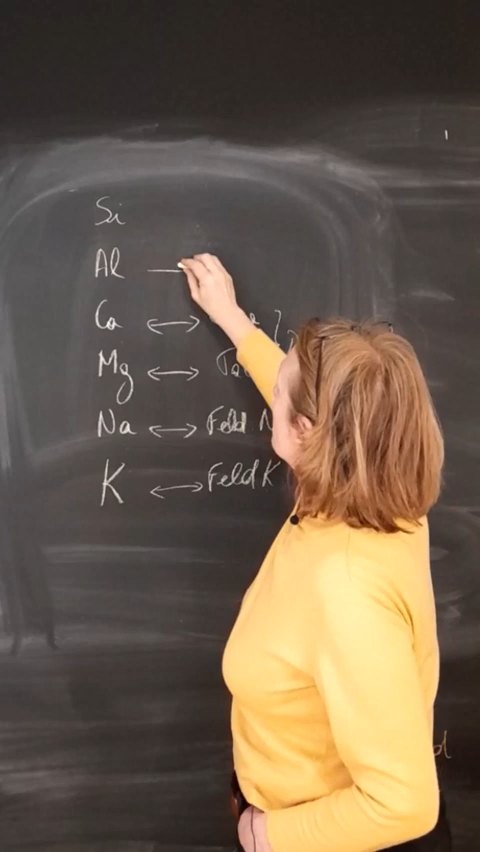 Si
Al —
Ca ↔
Mg ↔
Na ↔ Feld N
K ↔ Feld K